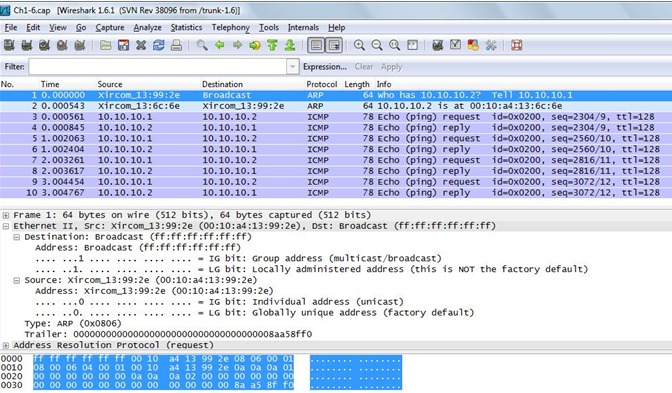 Ch1-6.cap [Wireshark 1.6.1 (SVN Rev 38096 from /trunk-1.6)]
File Edit View Go Capture Analyze Statistics Telephony Tools Internals Help
Filter: Expression... Clear Apply
No. Time Source Destination Protocol Length Info
1 0.000000 Xircom_13:99:2e Broadcast ARP 64 Who has 10.10.10.2? Tell 10.10.10.1
2 0.000543 Xircom_13:6c:6e Xircom_13:99:2e ARP 64 10.10.10.2 is at 00:10:a4:13:6c:6e
3 0.000561 10.10.10.1 10.10.10.2 ICMP 78 Echo (ping) request id=0x0200, seq=2304/9, ttl=128
4 0.000845 10.10.10.2 10.10.10.1 ICMP 78 Echo (ping) reply id=0x0200, seq=2304/9, ttl=128
5 1.002063 10.10.10.1 10.10.10.2 ICMP 78 Echo (ping) request id=0x0200, seq=2560/10, ttl=128
6 1.002404 10.10.10.2 10.10.10.1 ICMP 78 Echo (ping) reply id=0x0200, seq=2560/10, ttl=128
7 2.003261 10.10.10.1 10.10.10.2 ICMP 78 Echo (ping) request id=0x0200, seq=2816/11, ttl=128
8 2.003617 10.10.10.2 10.10.10.1 ICMP 78 Echo (ping) reply id=0x0200, seq=2816/11, ttl=128
9 3.004454 10.10.10.1 10.10.10.2 ICMP 78 Echo (ping) request id=0x0200, seq=3072/12, ttl=128
10 3.004767 10.10.10.2 10.10.10.1 ICMP 78 Echo (ping) reply id=0x0200, seq=3072/12, ttl=128
Frame 1: 64 bytes on wire (512 bits), 64 bytes captured (512 bits)
Ethernet II, Src: Xircom_13:99:2e (00:10:a4:13:99:2e), Dst: Broadcast (ff:ff:ff:ff:ff:ff)
Destination: Broadcast (ff:ff:ff:ff:ff:ff)
Address: Broadcast (ff:ff:ff:ff:ff:ff)
.... ...1 .... .... .... .... = IG bit: Group address (multicast/broadcast)
.... ..1. .... .... .... .... = LG bit: Locally administered address (this is NOT the factory default)
Source: Xircom_13:99:2e (00:10:a4:13:99:2e)
Address: Xircom_13:99:2e (00:10:a4:13:99:2e)
.... ...0 .... .... .... .... = IG bit: Individual address (unicast)
.... ..0. .... .... .... .... = LG bit: Globally unique address (factory default)
Type: ARP (0x0806)
Trailer: 0000000000000000000000000000000000008aa58ff0
Address Resolution Protocol (request)
0000 ff ff ff ff ff ff 00 10 a4 13 99 2e 08 06 00 01 ........ ........
0010 08 00 06 04 00 01 00 10 a4 13 99 2e 0a 0a 0a 01 ........ ........
0020 00 00 00 00 00 00 0a 0a 0a 02 00 00 00 00 00 00 ........ ........
0030 00 00 00 00 00 00 00 00 00 00 00 00 8a a5 8f f0 ........ ........